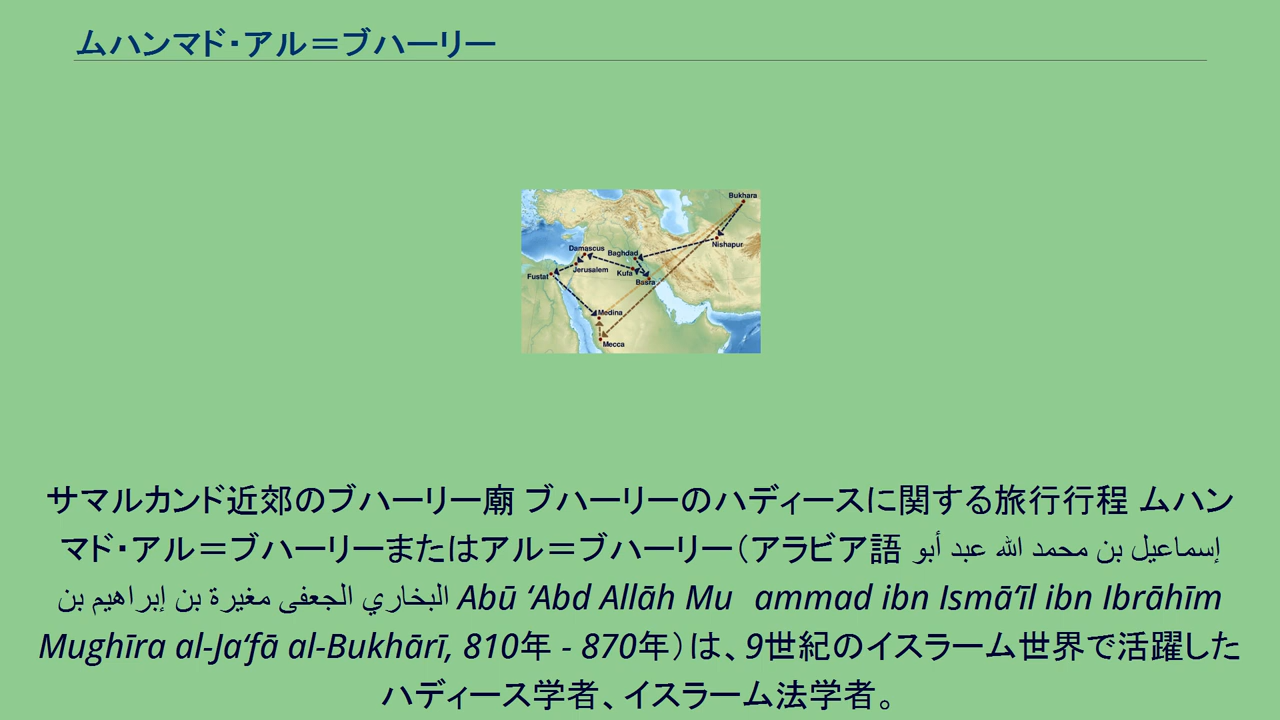 ムハンマド・アル＝ブハーリー
Bukhara
Nishapur
Damascus
Baghdad
Jerusalem
Kufa
Fustat
Basra
Medina
Mecca
サマルカンド近郊のブハーリー廟 ブハーリーのハディースに関する旅行行程 ムハン
マド・アル＝ブハーリーまたはアル＝ブハーリー（アラビア語 أبو عبد الله محمد بن إسماعيل
بن إبراهيم بن مغيرة الجعفى البخاري Abū ‘Abd Allāh Mu ammad ibn Ismā‘īl ibn Ibrāhīm
Mughīra al-Ja‘fā al-Bukhārī, 810年 - 870年）は、9世紀のイスラーム世界で活躍した
ハディース学者、イスラーム法学者。